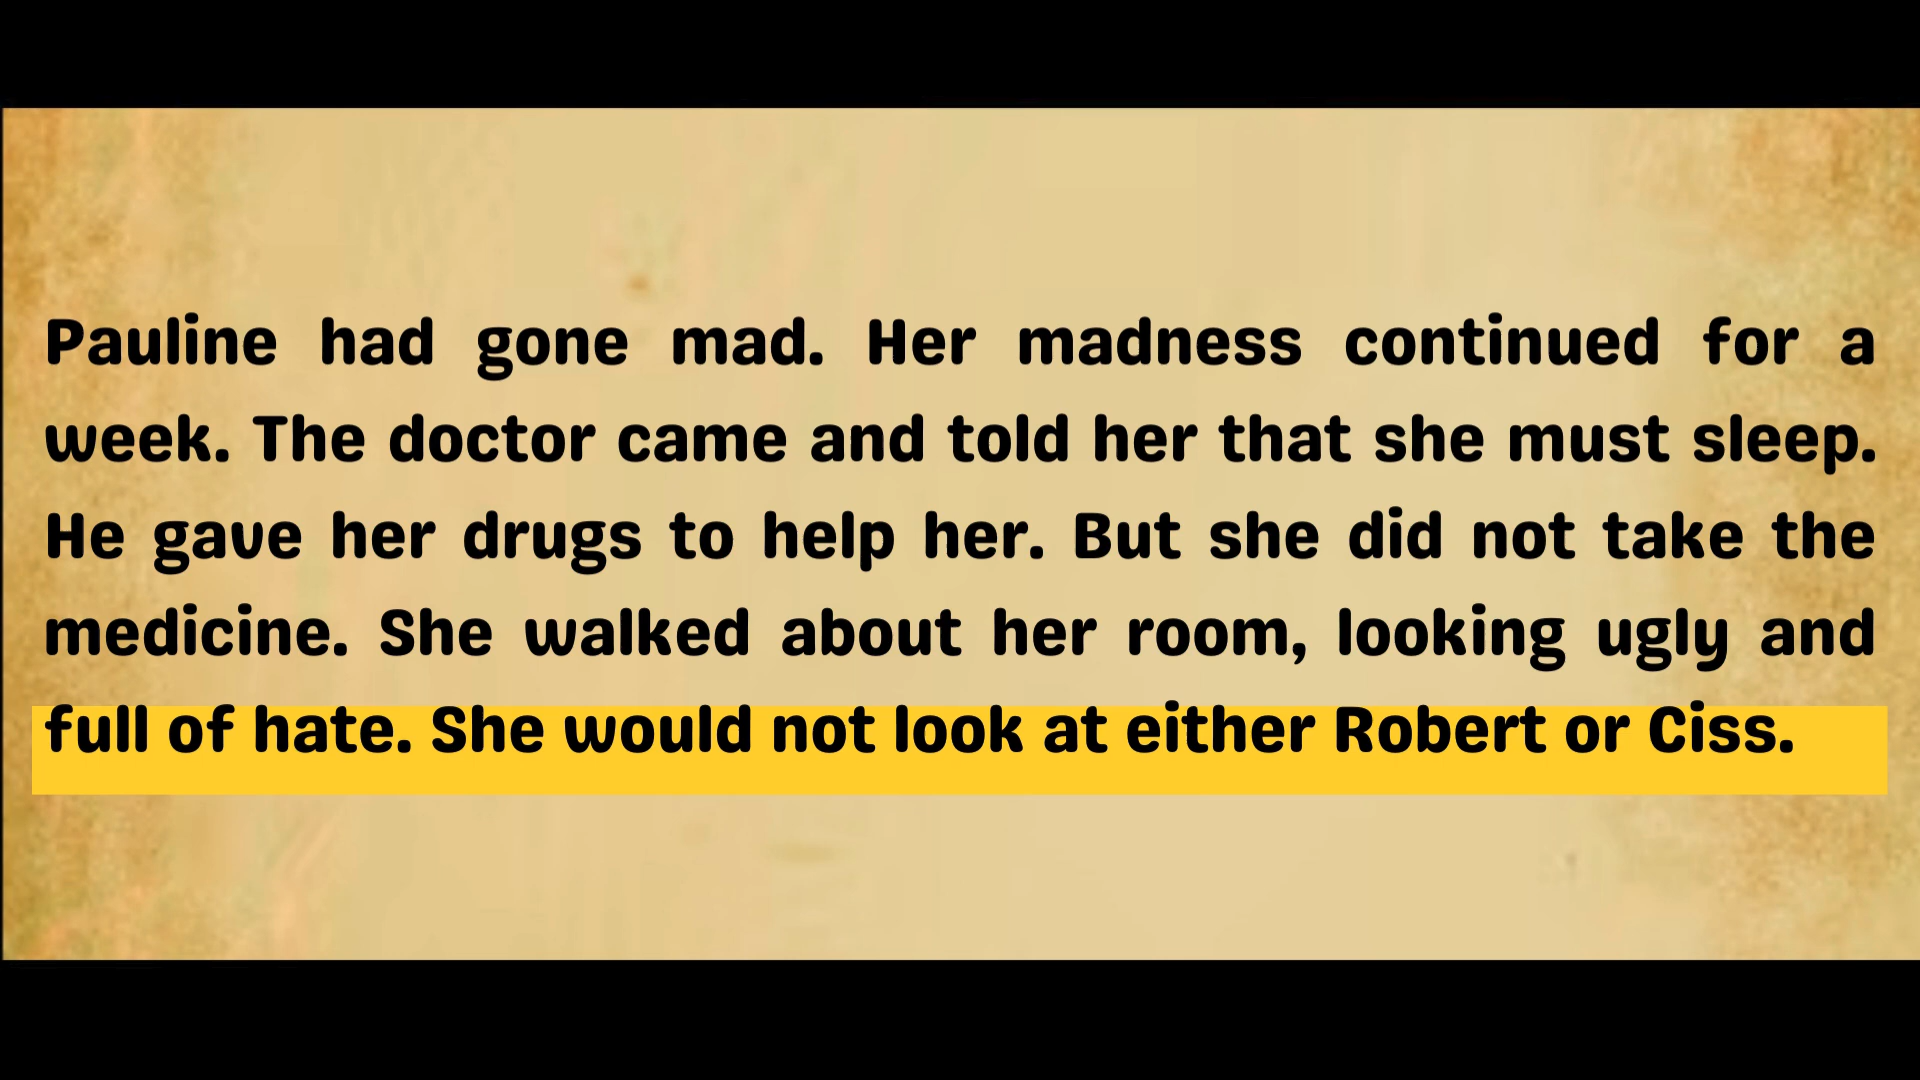 Pauline had gone mad. Her madness continued for a
week. The doctor came and told her that she must sleep.
He gave her drugs to help her. But she did not take the
medicine. She walked about her room, looking ugly and
full of hate. She would not look at either Robert or Ciss.